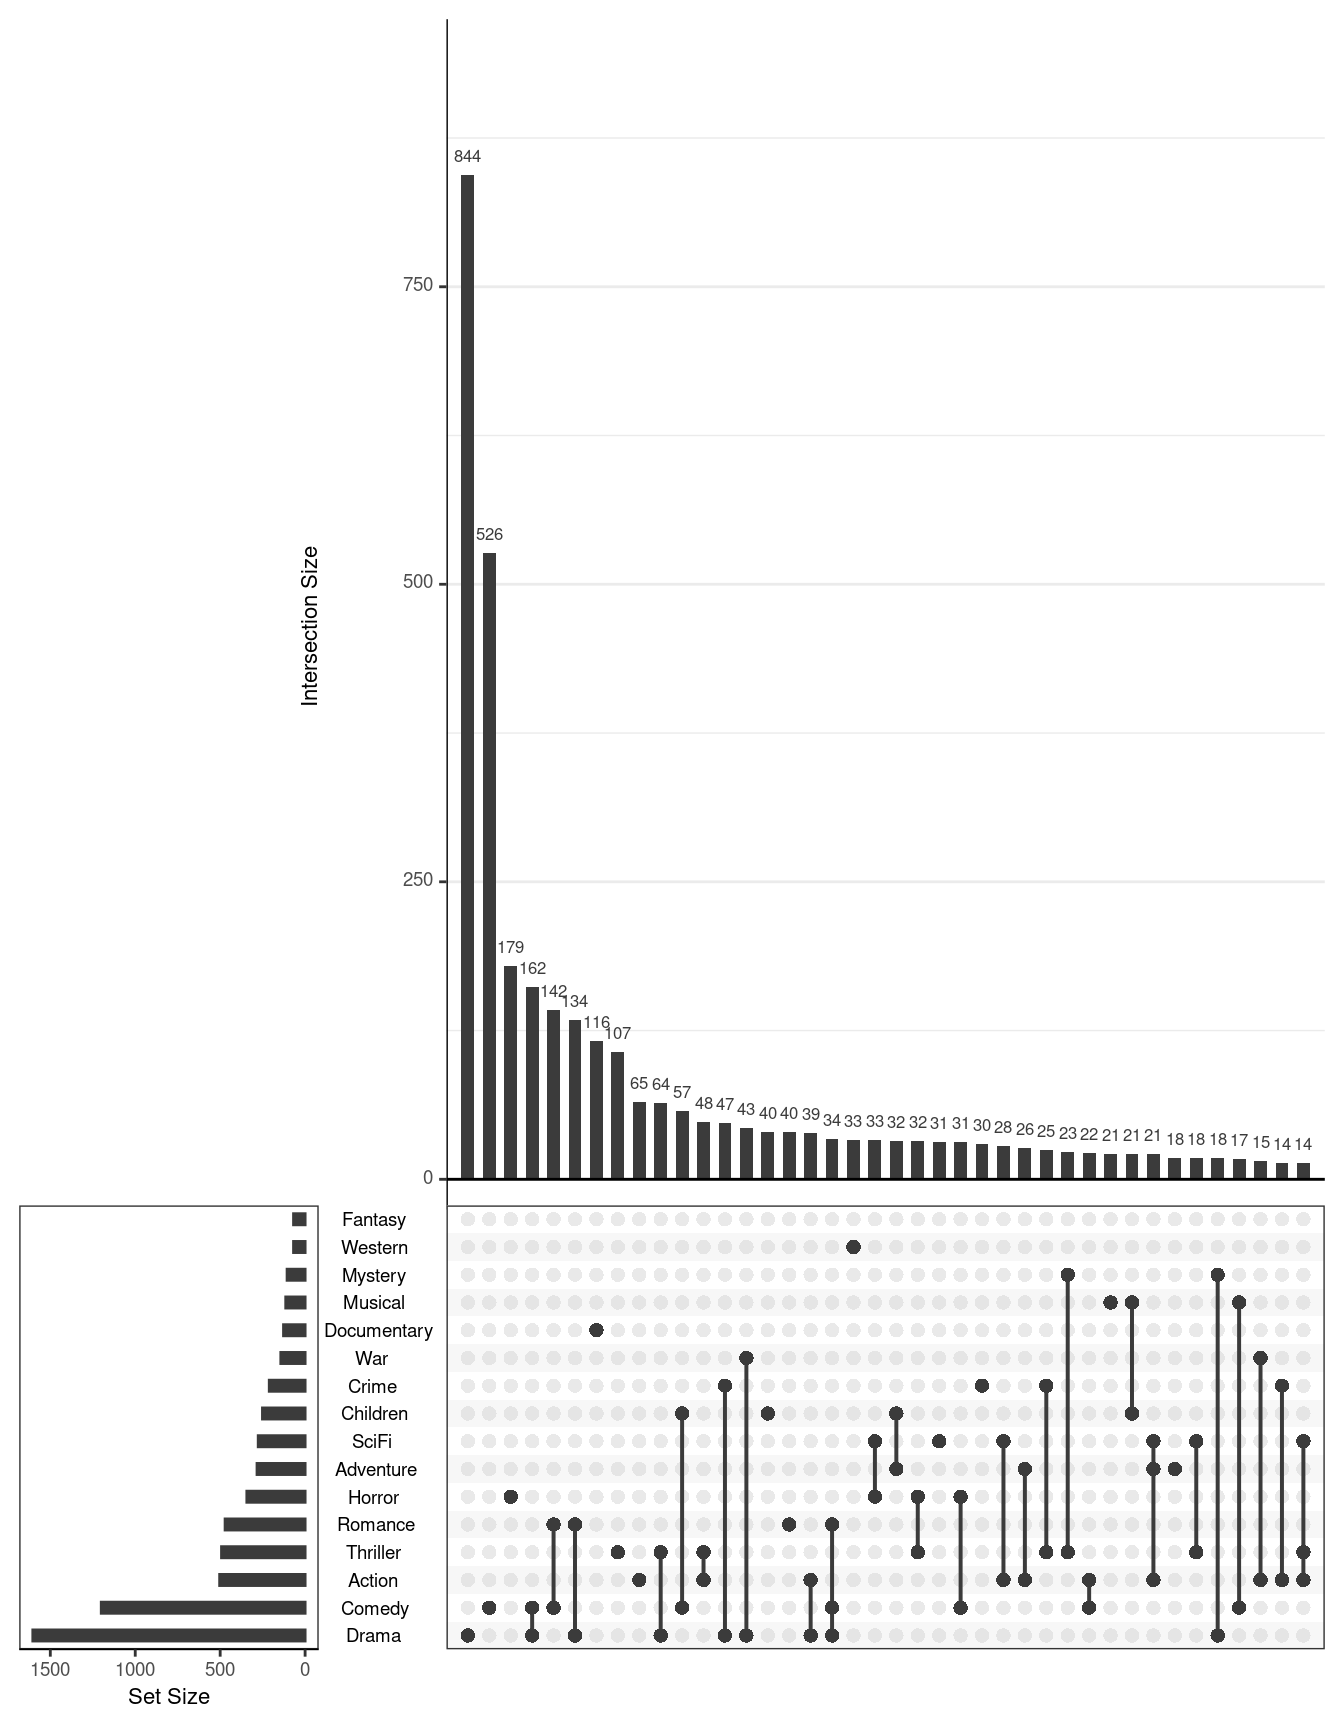 844
750
526
500
Intersection Size
250
179
162
142
134
116
107
65 64 57 48 47 43 40 40 39 34 33 33 32 32 31 31 30 28 26 25 23 22 21 21 21 18 18 18 17 15 14 14
0
Fantasy
Western
Mystery
Musical
Documentary
War
Crime
Children
SciFi
Adventure
Horror
Romance
Thriller
Action
Comedy
Drama
1500 1000 500 0
Set Size